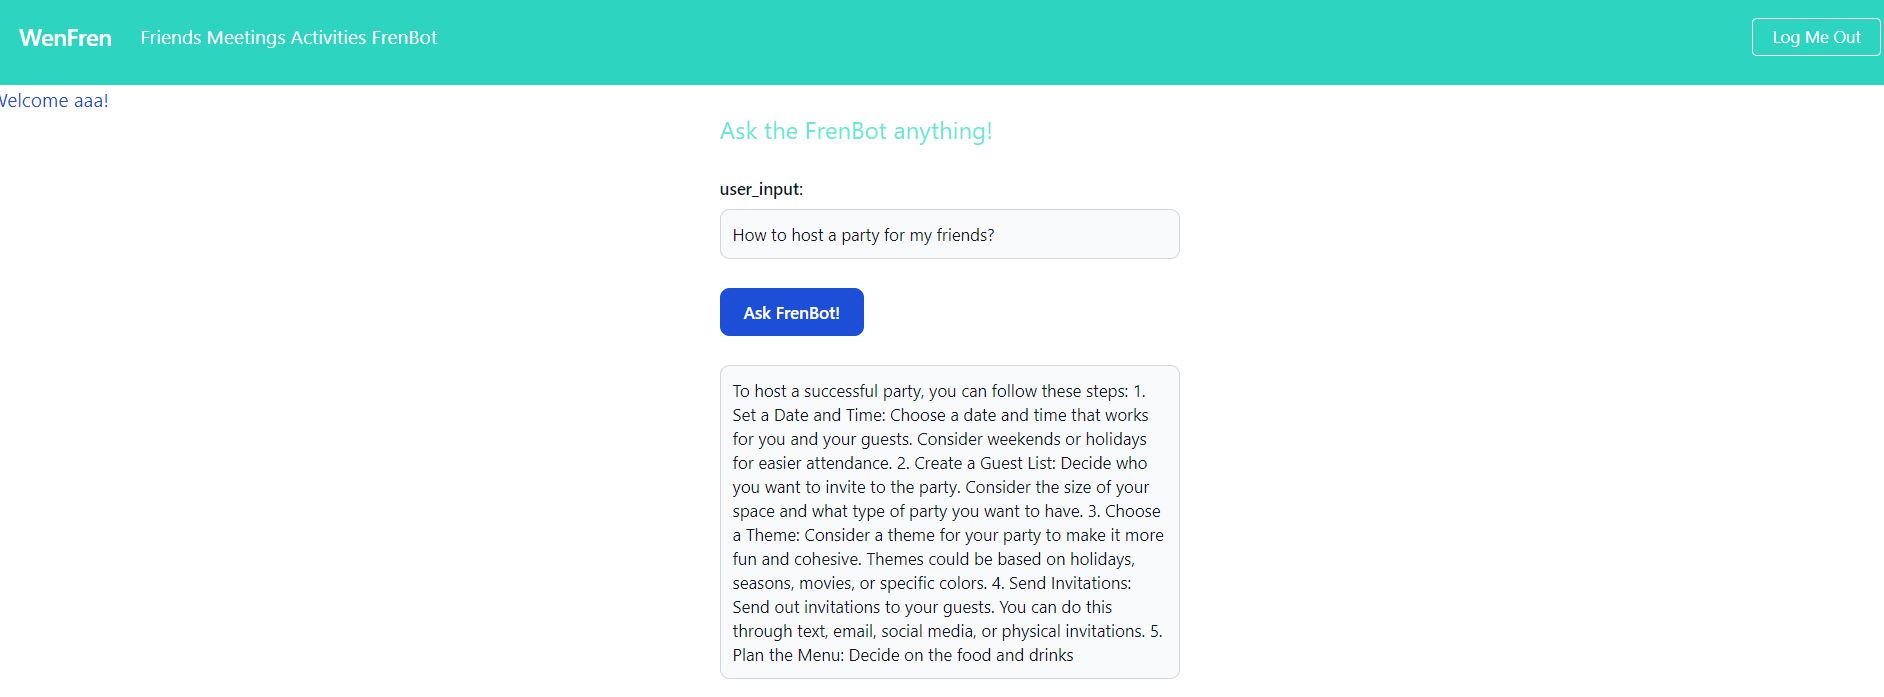 WenFren Friends Meetings Activities FrenBot Log Me Out
Welcome aaa!
Ask the FrenBot anything!
user_input:
How to host a party for my friends?
Ask FrenBot!
To host a successful party, you can follow these steps: 1.
Set a Date and Time: Choose a date and time that works
for you and your guests. Consider weekends or holidays
for easier attendance. 2. Create a Guest List: Decide who
you want to invite to the party. Consider the size of your
space and what type of party you want to have. 3. Choose
a Theme: Consider a theme for your party to make it more
fun and cohesive. Themes could be based on holidays,
seasons, movies, or specific colors. 4. Send Invitations:
Send out invitations to your guests. You can do this
through text, email, social media, or physical invitations. 5.
Plan the Menu: Decide on the food and drinks